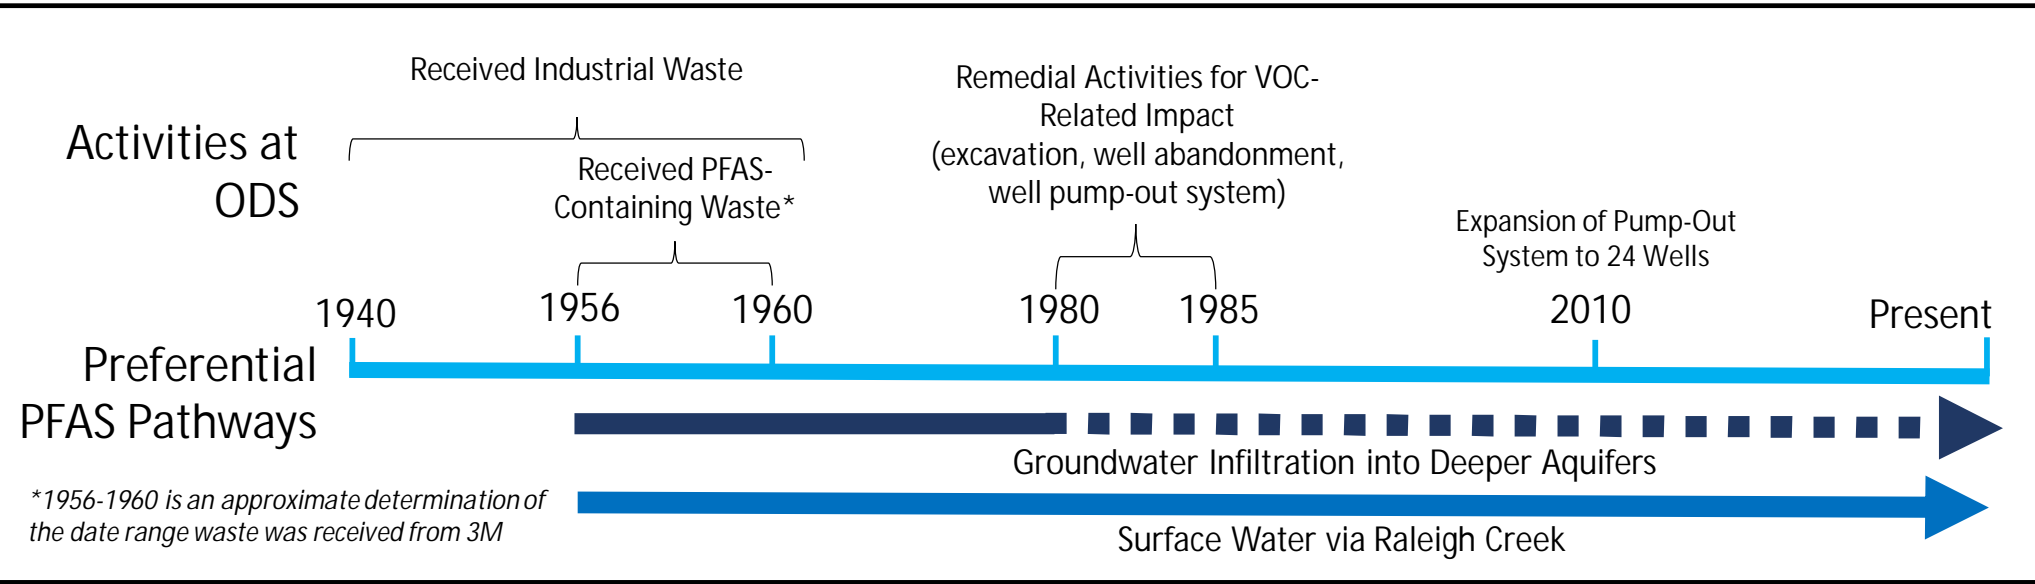 Received Industrial Waste
Activities at
ODS
Received PFAS-
Containing Waste*
Remedial Activities for VOC-
Related Impact
(excavation, well abandonment,
well pump-out system)
Expansion of Pump-Out
System to 24 Wells
1940
1956
1960
1980
1985
2010
Present
Preferential
PFAS Pathways
Groundwater Infiltration into Deeper Aquifers
*1956-1960 is an approximate determination of
the date range waste was received from 3M
Surface Water via Raleigh Creek